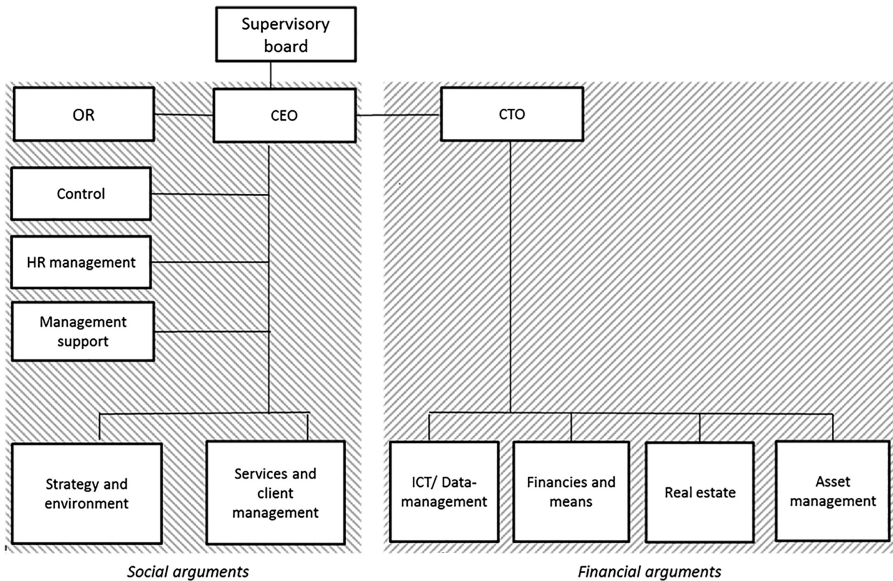 Supervisory
board
OR
CEO
CTO
Control
HR management
Management
support
Strategy and
environment
Services and
client
management
ICT/ Data-
management
Financies and
means
Real estate
Asset
management
Social arguments
Financial arguments